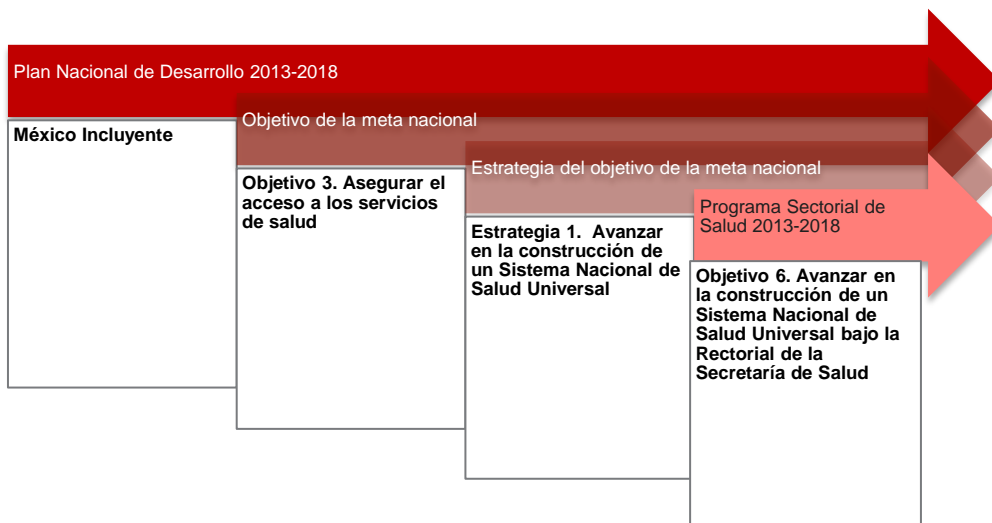 Plan Nacional de Desarrollo 2013-2018
México Incluyente
Objetivo de la meta nacional
Objetivo 3. Asegurar el
acceso a los servicios
de salud
Estrategia del objetivo de la meta nacional
Estrategia 1.  Avanzar
en la construcción de
un Sistema Nacional de
Salud Universal
Programa Sectorial de
Salud 2013-2018
Objetivo 6. Avanzar en
la construcción de un
Sistema Nacional de
Salud Universal bajo la
Rectorial de la
Secretaría de Salud